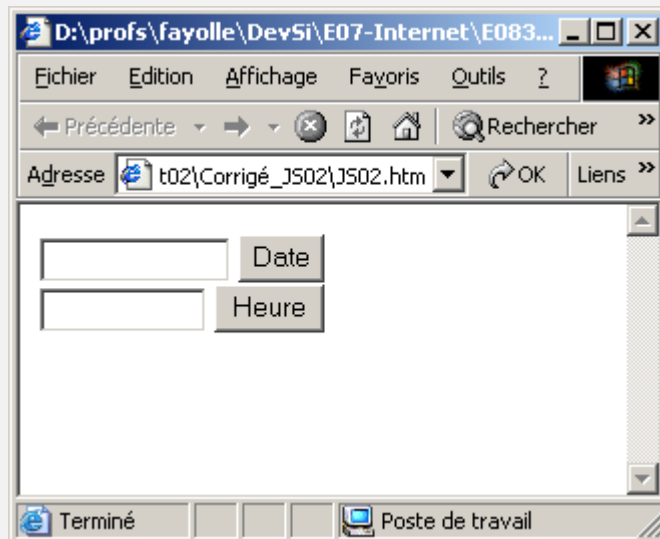 D:\profs\fayolle\DevSi\E07-Internet\E083...
Fichier Edition Affichage Favoris Outils ?
Précédente Rechercher »
Adresse t02\Corrigé_JS02\JS02.htm OK Liens »
Date
Heure
Terminé Poste de travail